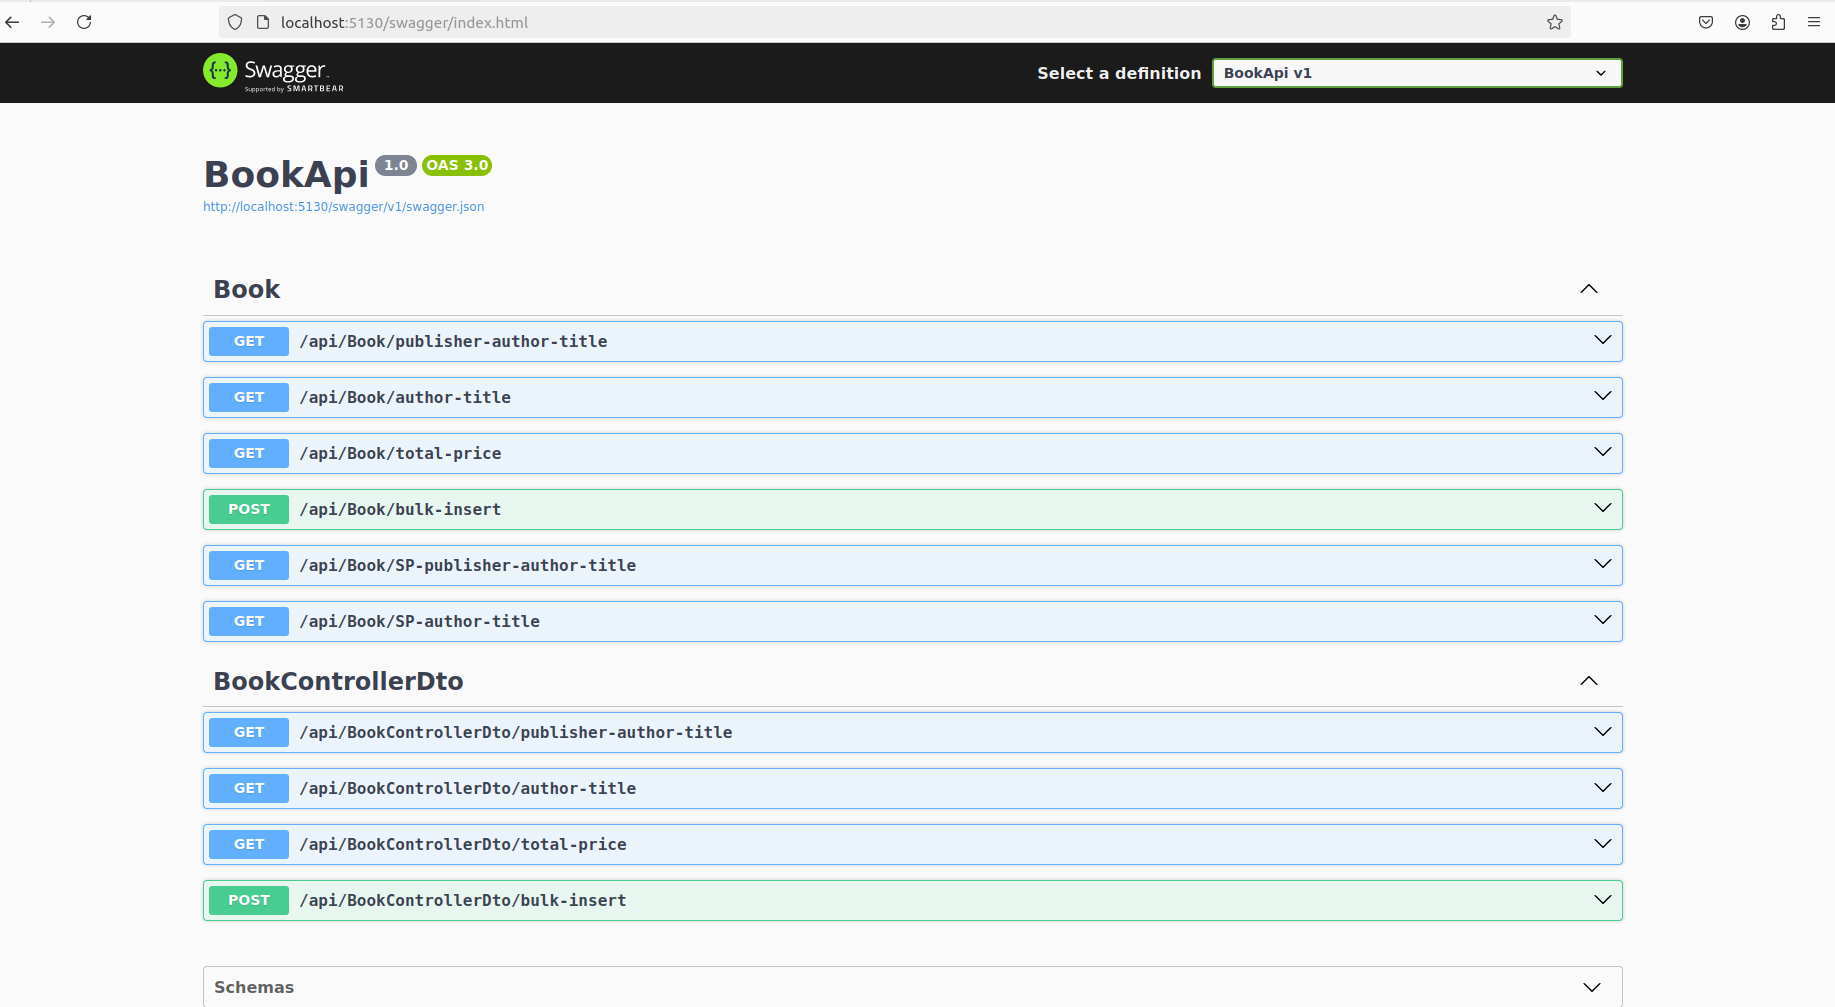 localhost:5130/swagger/index.html
Swagger
Supported by SMARTBEAR
Select a definition
BookApi v1
BookApi 1.0 OAS 3.0
http://localhost:5130/swagger/v1/swagger.json
Book
GET /api/Book/publisher-author-title
GET /api/Book/author-title
GET /api/Book/total-price
POST /api/Book/bulk-insert
GET /api/Book/SP-publisher-author-title
GET /api/Book/SP-author-title
BookControllerDto
GET /api/BookControllerDto/publisher-author-title
GET /api/BookControllerDto/author-title
GET /api/BookControllerDto/total-price
POST /api/BookControllerDto/bulk-insert
Schemas